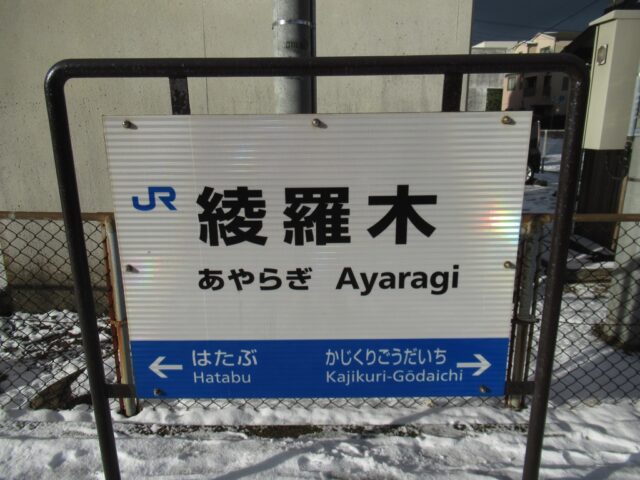 JR 綾羅木
あやらぎ Ayaragi
← はたぶ かじくりごうだいち →
Hatabu Kajikuri-Gōdaichi